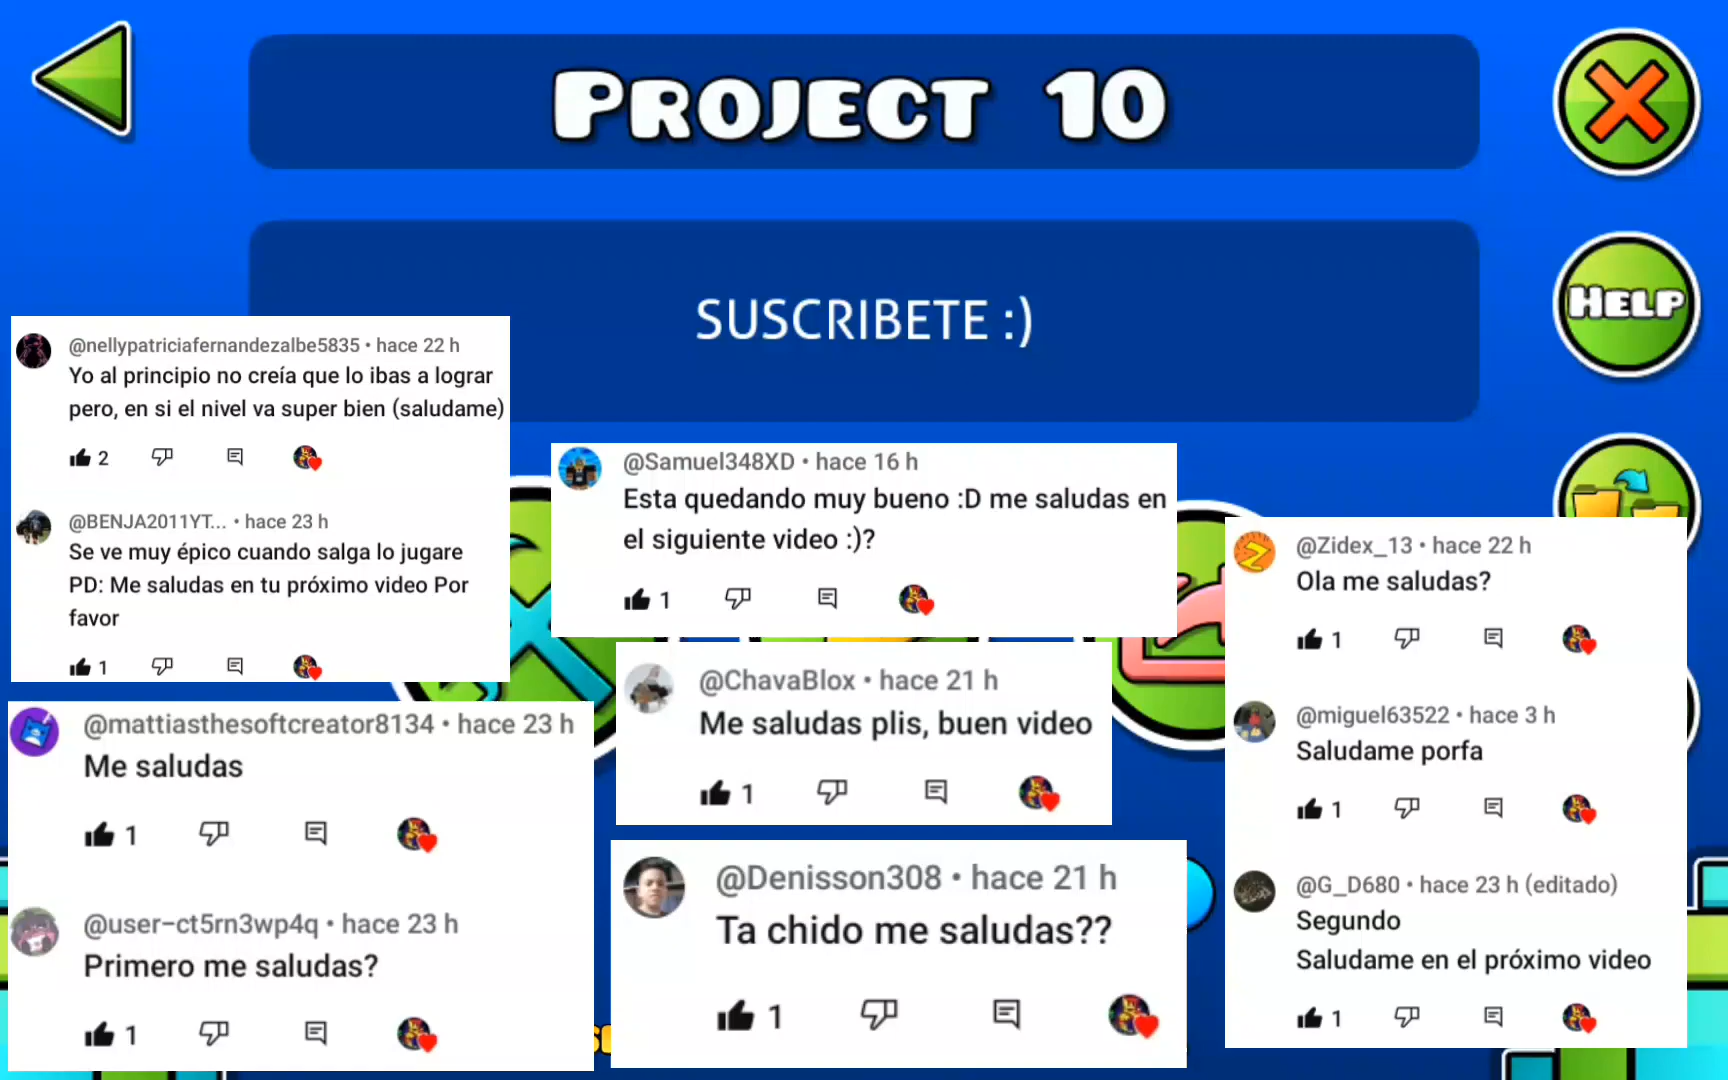 PROJECT 10
SUSCRIBETE :)
HELP
@nellypatriciafernandezalbe5835 • hace 22 h
Yo al principio no creía que lo ibas a lograr
pero, en si el nivel va super bien (saludame)
2
@BENJA2011YT... • hace 23 h
Se ve muy épico cuando salga lo jugare
PD: Me saludas en tu próximo video Por
favor
1
@mattiasthesoftcreator8134 • hace 23 h
Me saludas
1
@user-ct5rn3wp4q • hace 23 h
Primero me saludas?
1
@Samuel348XD • hace 16 h
Esta quedando muy bueno :D me saludas en
el siguiente video :)?
1
@ChavaBlox • hace 21 h
Me saludas plis, buen video
1
@Denisson308 • hace 21 h
Ta chido me saludas??
1
@Zidex_13 • hace 22 h
Ola me saludas?
1
@miguel63522 • hace 3 h
Saludame porfa
1
@G_D680 • hace 23 h (editado)
Segundo
Saludame en el próximo video
1